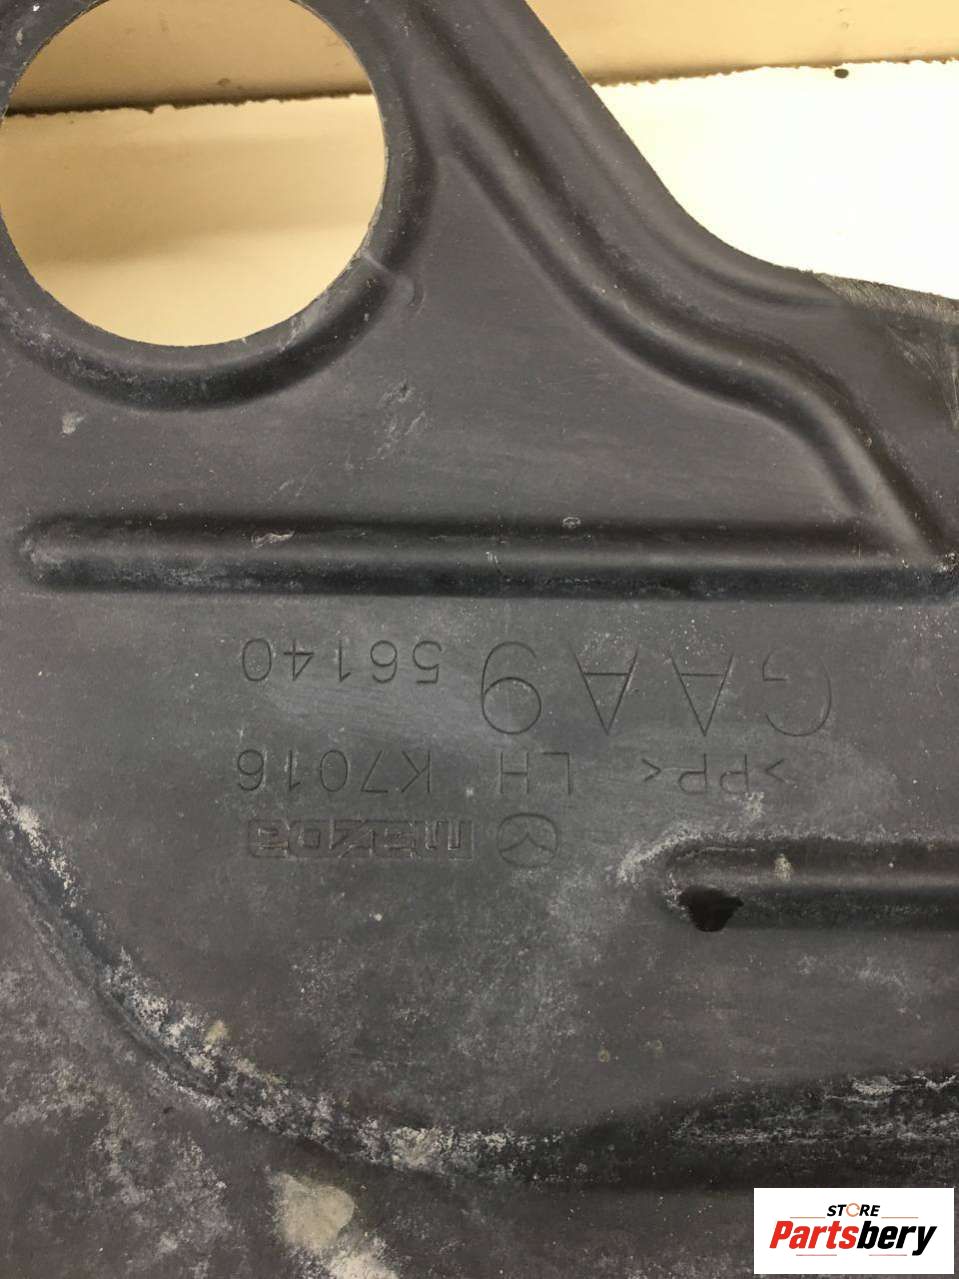 mazda
>PP< LH K7016
GAA9 56140
STORE
Partsbery